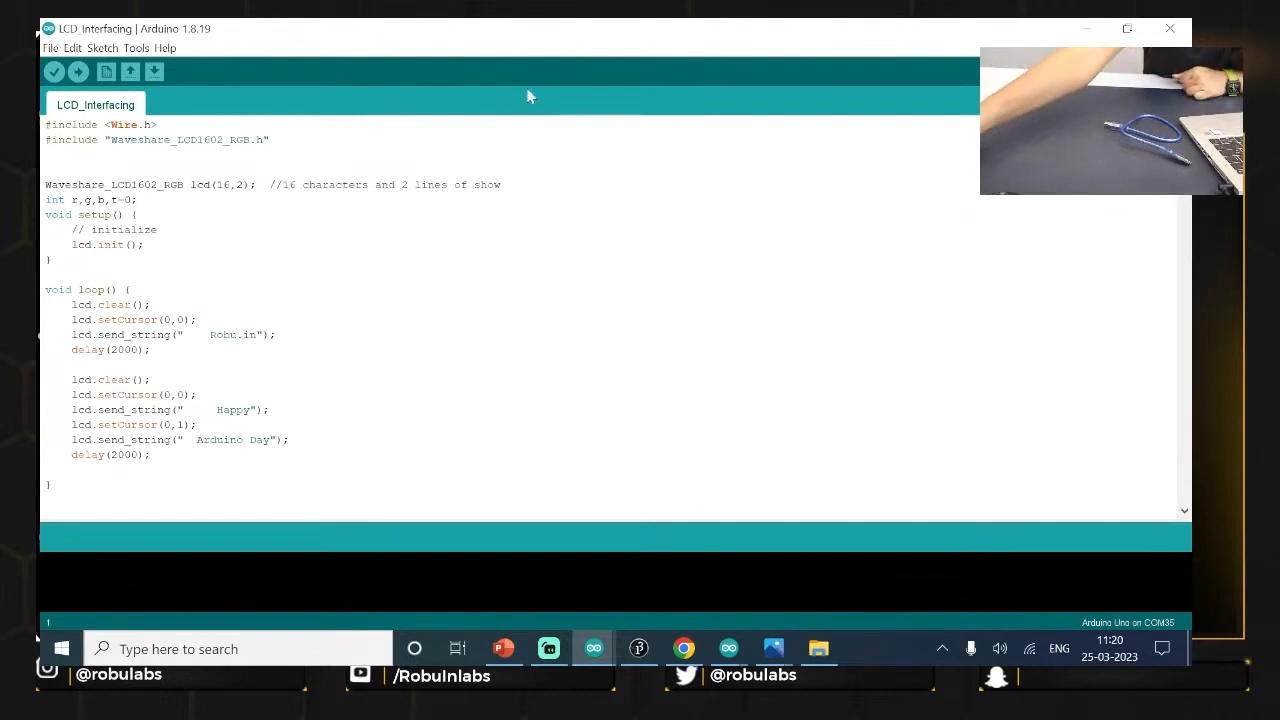 LCD_Interfacing | Arduino 1.8.19
File Edit Sketch Tools Help
LCD_Interfacing
#include <Wire.h>
#include "Waveshare_LCD1602_RGB.h"
Waveshare_LCD1602_RGB lcd(16,2);  //16 characters and 2 lines of show
int r,g,b,t=0;
void setup() {
    // initialize
    lcd.init();
}
void loop() {
    lcd.clear();
    lcd.setCursor(0,0);
    lcd.send_string("    Robu.in");
    delay(2000);
    lcd.clear();
    lcd.setCursor(0,0);
    lcd.send_string("     Happy");
    lcd.setCursor(0,1);
    lcd.send_string("  Arduino Day");
    delay(2000);
}
1
Arduino Uno on COM35
Type here to search
ENG
11:20
25-03-2023
@robulabs
/RobuInlabs
@robulabs